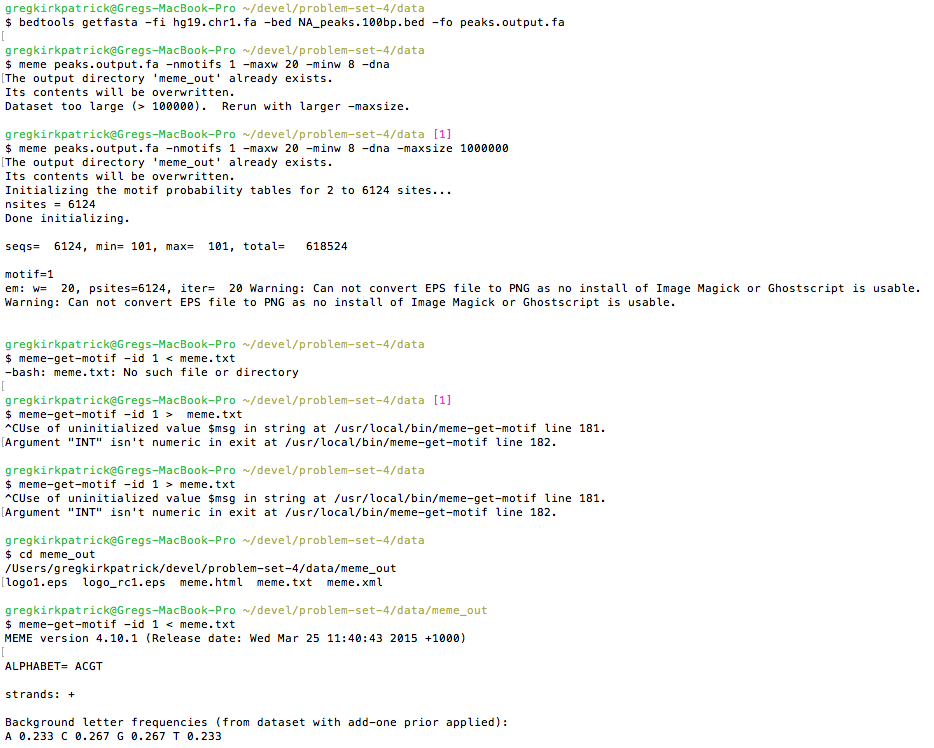 gregkirkpatrick@Gregs-MacBook-Pro ~/devel/problem-set-4/data
$ bedtools getfasta -fi hg19.chr1.fa -bed NA_peaks.100bp.bed -fo peaks.output.fa
[
gregkirkpatrick@Gregs-MacBook-Pro ~/devel/problem-set-4/data
$ meme peaks.output.fa -nmotifs 1 -maxw 20 -minw 8 -dna
[The output directory 'meme_out' already exists.
Its contents will be overwritten.
Dataset too large (> 100000).  Rerun with larger -maxsize.
gregkirkpatrick@Gregs-MacBook-Pro ~/devel/problem-set-4/data [1]
$ meme peaks.output.fa -nmotifs 1 -maxw 20 -minw 8 -dna -maxsize 1000000
[The output directory 'meme_out' already exists.
Its contents will be overwritten.
Initializing the motif probability tables for 2 to 6124 sites...
nsites = 6124
Done initializing.
seqs=  6124, min= 101, max=  101, total=   618524
motif=1
em: w=  20, psites=6124, iter=  20 Warning: Can not convert EPS file to PNG as no install of Image Magick or Ghostscript is usable.
Warning: Can not convert EPS file to PNG as no install of Image Magick or Ghostscript is usable.
gregkirkpatrick@Gregs-MacBook-Pro ~/devel/problem-set-4/data
$ meme-get-motif -id 1 < meme.txt
-bash: meme.txt: No such file or directory
[
gregkirkpatrick@Gregs-MacBook-Pro ~/devel/problem-set-4/data [1]
$ meme-get-motif -id 1 >  meme.txt
^CUse of uninitialized value $msg in string at /usr/local/bin/meme-get-motif line 181.
[Argument "INT" isn't numeric in exit at /usr/local/bin/meme-get-motif line 182.
gregkirkpatrick@Gregs-MacBook-Pro ~/devel/problem-set-4/data
$ meme-get-motif -id 1 > meme.txt
^CUse of uninitialized value $msg in string at /usr/local/bin/meme-get-motif line 181.
[Argument "INT" isn't numeric in exit at /usr/local/bin/meme-get-motif line 182.
gregkirkpatrick@Gregs-MacBook-Pro ~/devel/problem-set-4/data
$ cd meme_out
/Users/gregkirkpatrick/devel/problem-set-4/data/meme_out
[logo1.eps  logo_rc1.eps  meme.html  meme.txt  meme.xml
gregkirkpatrick@Gregs-MacBook-Pro ~/devel/problem-set-4/data/meme_out
$ meme-get-motif -id 1 < meme.txt
MEME version 4.10.1 (Release date: Wed Mar 25 11:40:43 2015 +1000)
[
ALPHABET= ACGT
strands: +
Background letter frequencies (from dataset with add-one prior applied):
A 0.233 C 0.267 G 0.267 T 0.233